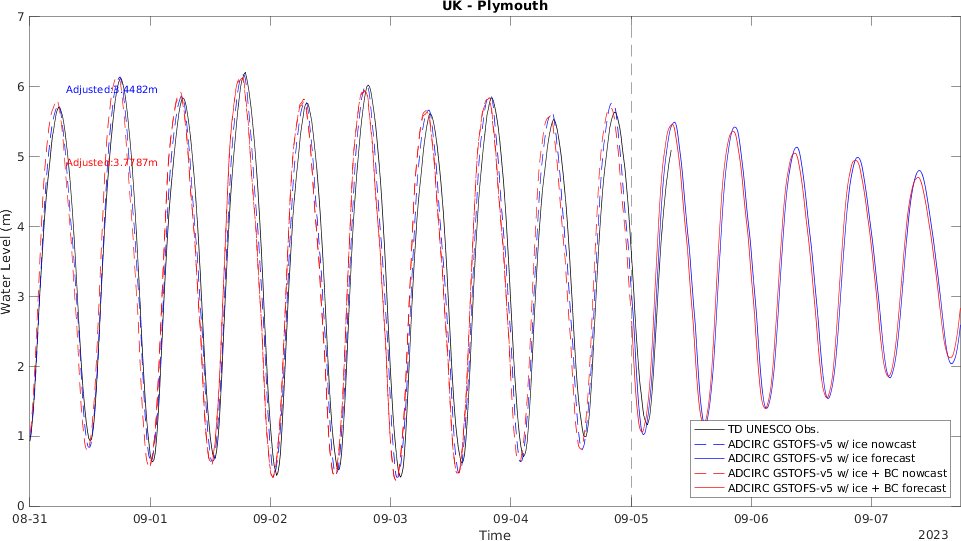 UK - Plymouth
7
6
5
4
3
2
1
0
Water Level (m)
Adjusted:3.4482m
Adjusted:3.7787m
TD UNESCO Obs.
ADCIRC GSTOFS-v5 w/ ice nowcast
ADCIRC GSTOFS-v5 w/ ice forecast
ADCIRC GSTOFS-v5 w/ ice + BC nowcast
ADCIRC GSTOFS-v5 w/ ice + BC forecast
08-31 09-01 09-02 09-03 09-04 09-05 09-06 09-07
Time
2023